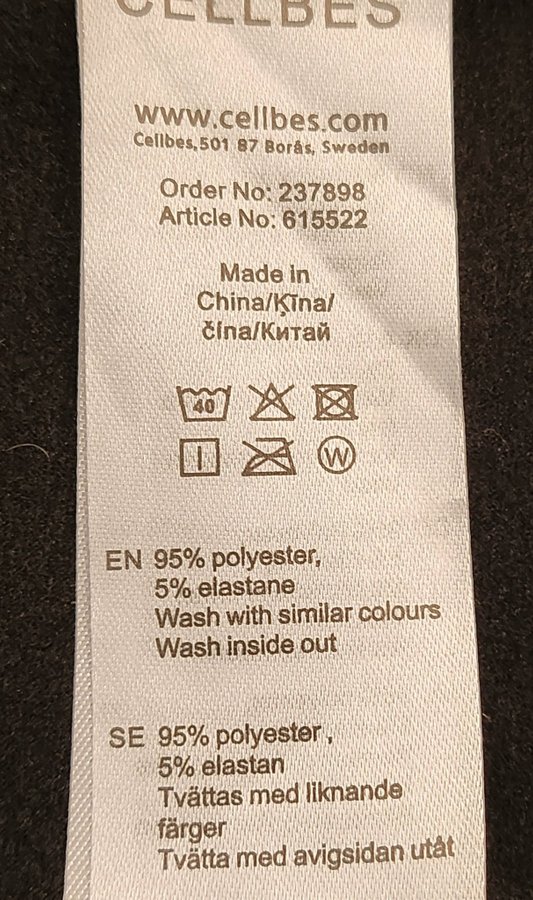 CELLBES
www.cellbes.com
Cellbes,501 87 Borås, Sweden
Order No: 237898
Article No: 615522
Made in
China/Ķīna/
čína/Китай
40
W
EN 95% polyester,
5% elastane
Wash with similar colours
Wash inside out
SE 95% polyester ,
5% elastan
Tvättas med liknande
färger
Tvätta med avigsidan utåt